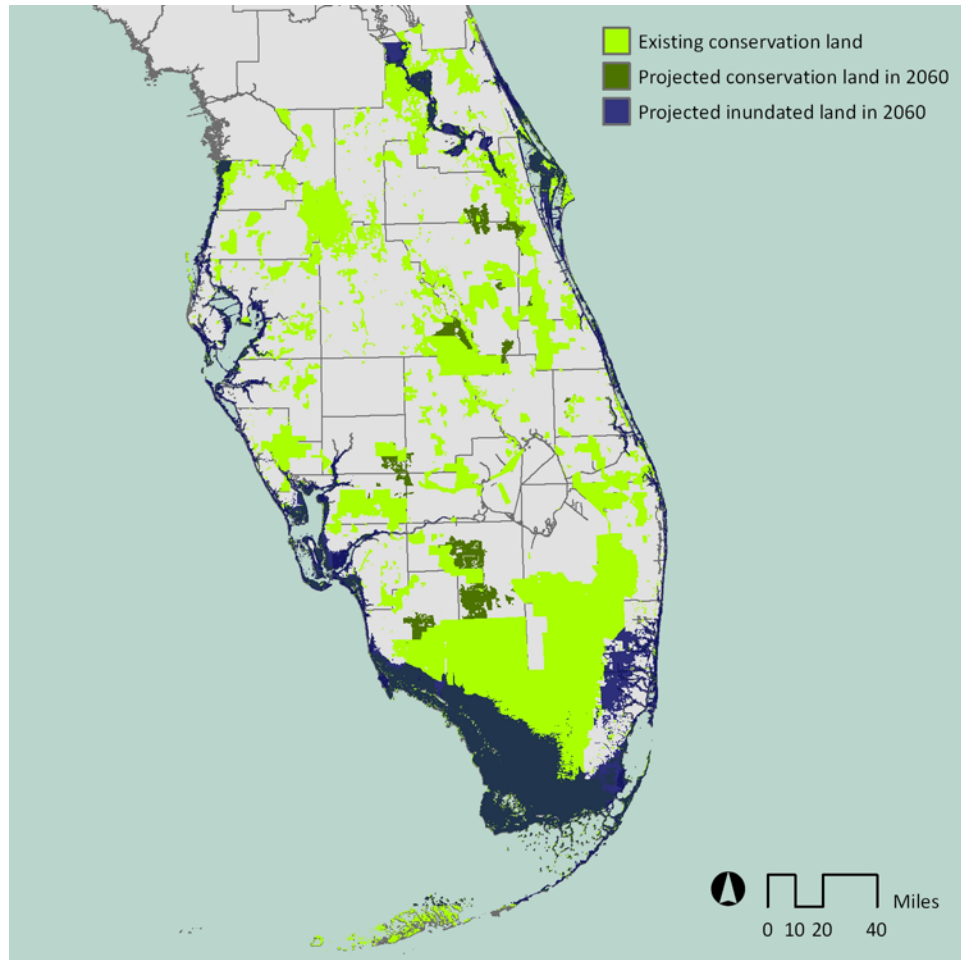 Existing conservation land
Projected conservation land in 2060
Projected inundated land in 2060
Miles
0 10 20 40